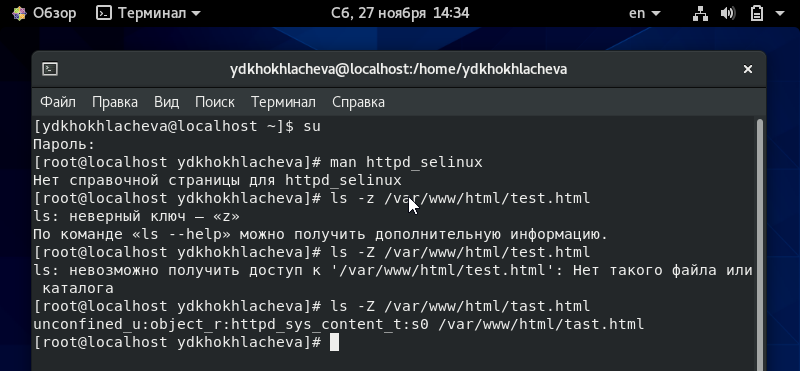 Обзор Терминал Сб, 27 ноября 14:34 en
ydkhokhlacheva@localhost:/home/ydkhokhlacheva
Файл Правка Вид Поиск Терминал Справка
[ydkhokhlacheva@localhost ~]$ su
Пароль:
[root@localhost ydkhokhlacheva]# man httpd_selinux
Нет справочной страницы для httpd_selinux
[root@localhost ydkhokhlacheva]# ls -z /var/www/html/test.html
ls: неверный ключ — «z»
По команде «ls --help» можно получить дополнительную информацию.
[root@localhost ydkhokhlacheva]# ls -Z /var/www/html/test.html
ls: невозможно получить доступ к '/var/www/html/test.html': Нет такого файла или
каталога
[root@localhost ydkhokhlacheva]# ls -Z /var/www/html/tast.html
unconfined_u:object_r:httpd_sys_content_t:s0 /var/www/html/tast.html
[root@localhost ydkhokhlacheva]#